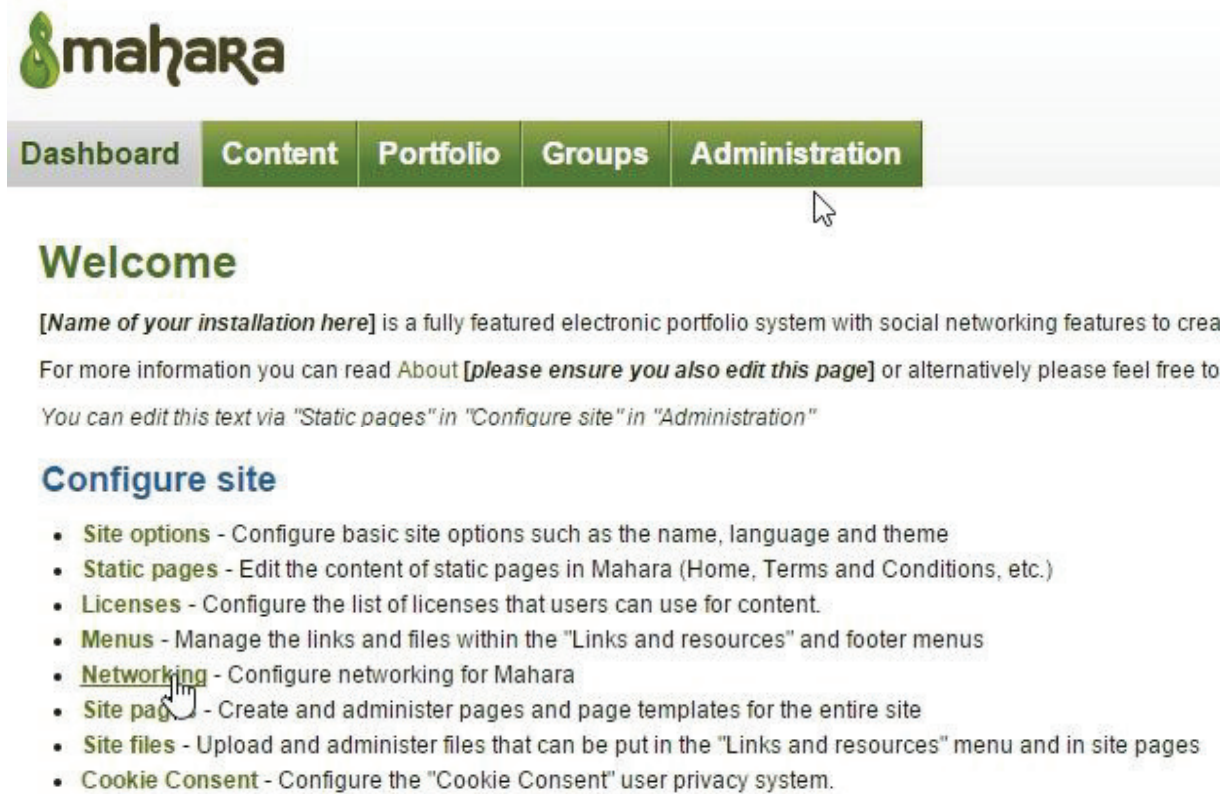 mahara
Dashboard Content Portfolio Groups Administration
Welcome
[Name of your installation here] is a fully featured electronic portfolio system with social networking features to crea
For more information you can read About [please ensure you also edit this page] or alternatively please feel free to
You can edit this text via "Static pages" in "Configure site" in "Administration"
Configure site
• Site options - Configure basic site options such as the name, language and theme
• Static pages - Edit the content of static pages in Mahara (Home, Terms and Conditions, etc.)
• Licenses - Configure the list of licenses that users can use for content.
• Menus - Manage the links and files within the "Links and resources" and footer menus
• Networking - Configure networking for Mahara
• Site pages - Create and administer pages and page templates for the entire site
• Site files - Upload and administer files that can be put in the "Links and resources" menu and in site pages
• Cookie Consent - Configure the "Cookie Consent" user privacy system.